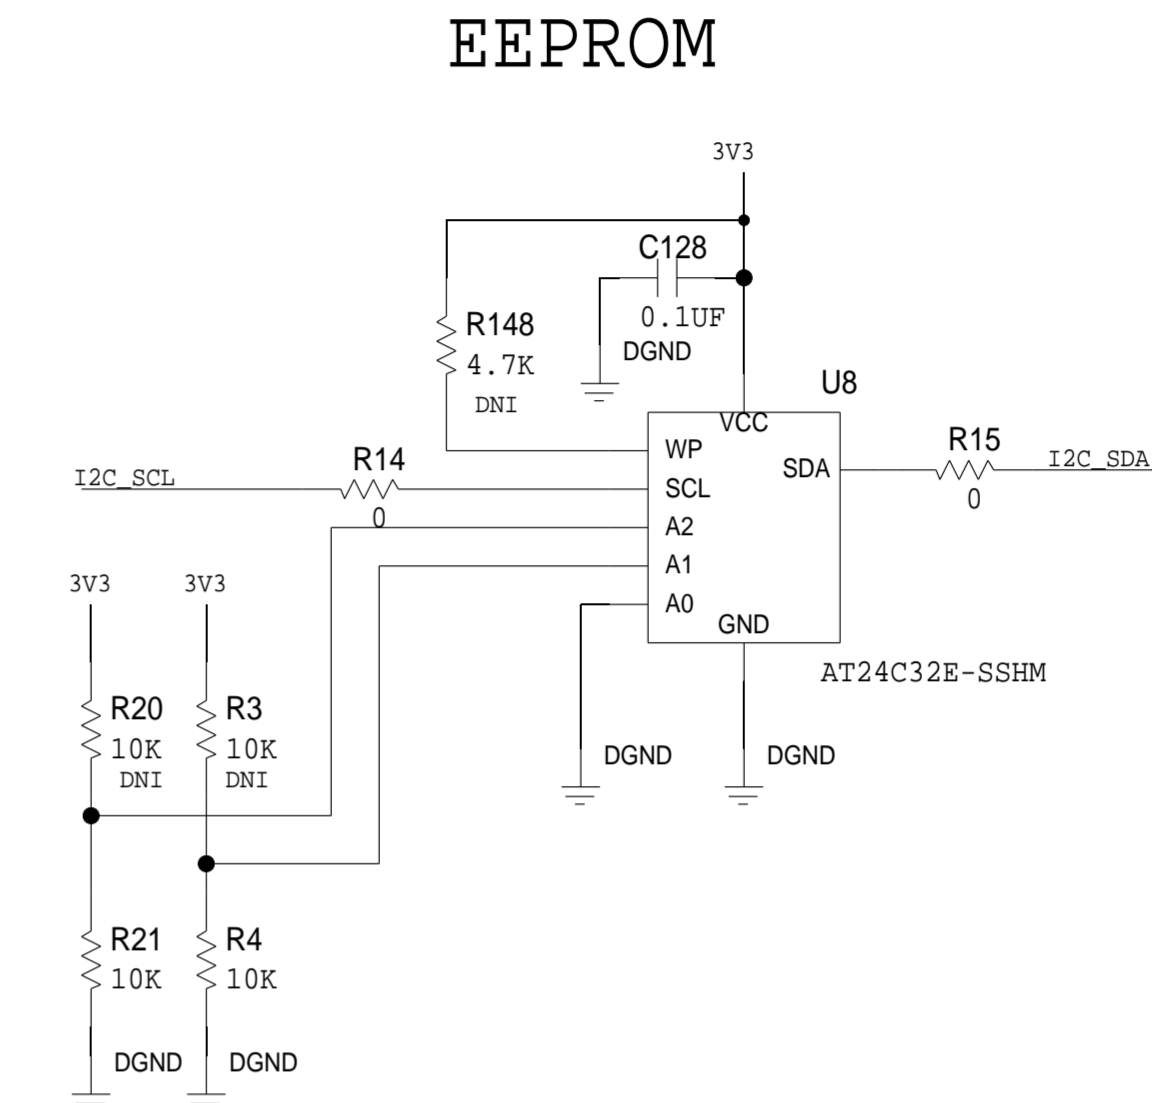 EEPROM
3V3
C128
0.1UF
DGND
R148
4.7K
DNI
U8
VCC
WP
SCL
A2
A1
A0
SDA
GND
AT24C32E-SSHM
I2C_SCL
R14
0
R15
0
I2C_SDA
3V3
3V3
R20
10K
DNI
R3
10K
DNI
DGND
DGND
R21
10K
R4
10K
DGND
DGND